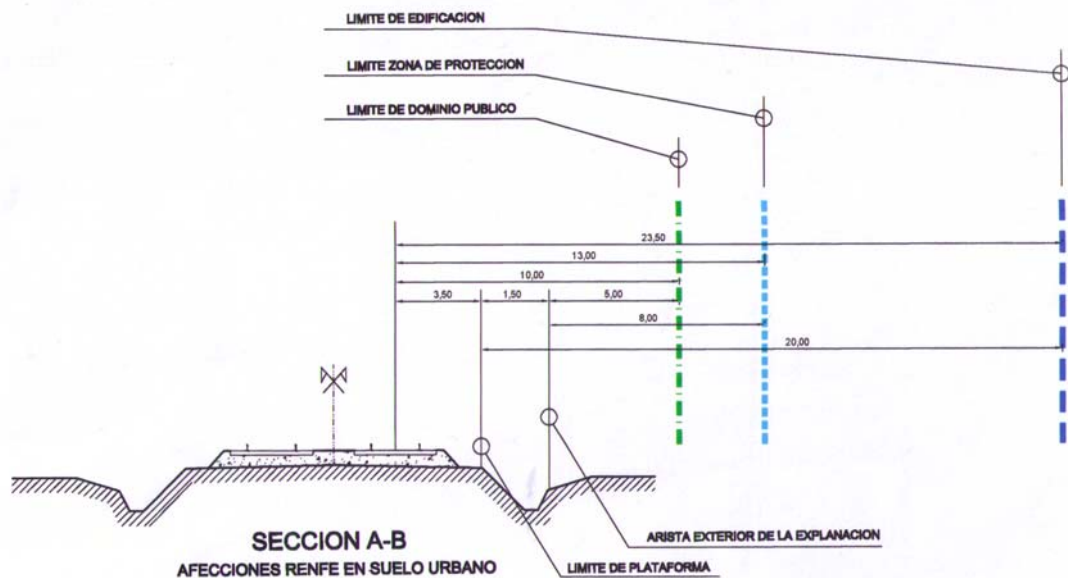 LIMITE DE EDIFICACION
LIMITE ZONA DE PROTECCION
LIMITE DE DOMINIO PUBLICO
23,50
13,00
10,00
3,50 1,50 5,00
8,00
20,00
SECCION A-B
AFECCIONES RENFE EN SUELO URBANO
ARISTA EXTERIOR DE LA EXPLANACION
LIMITE DE PLATAFORMA